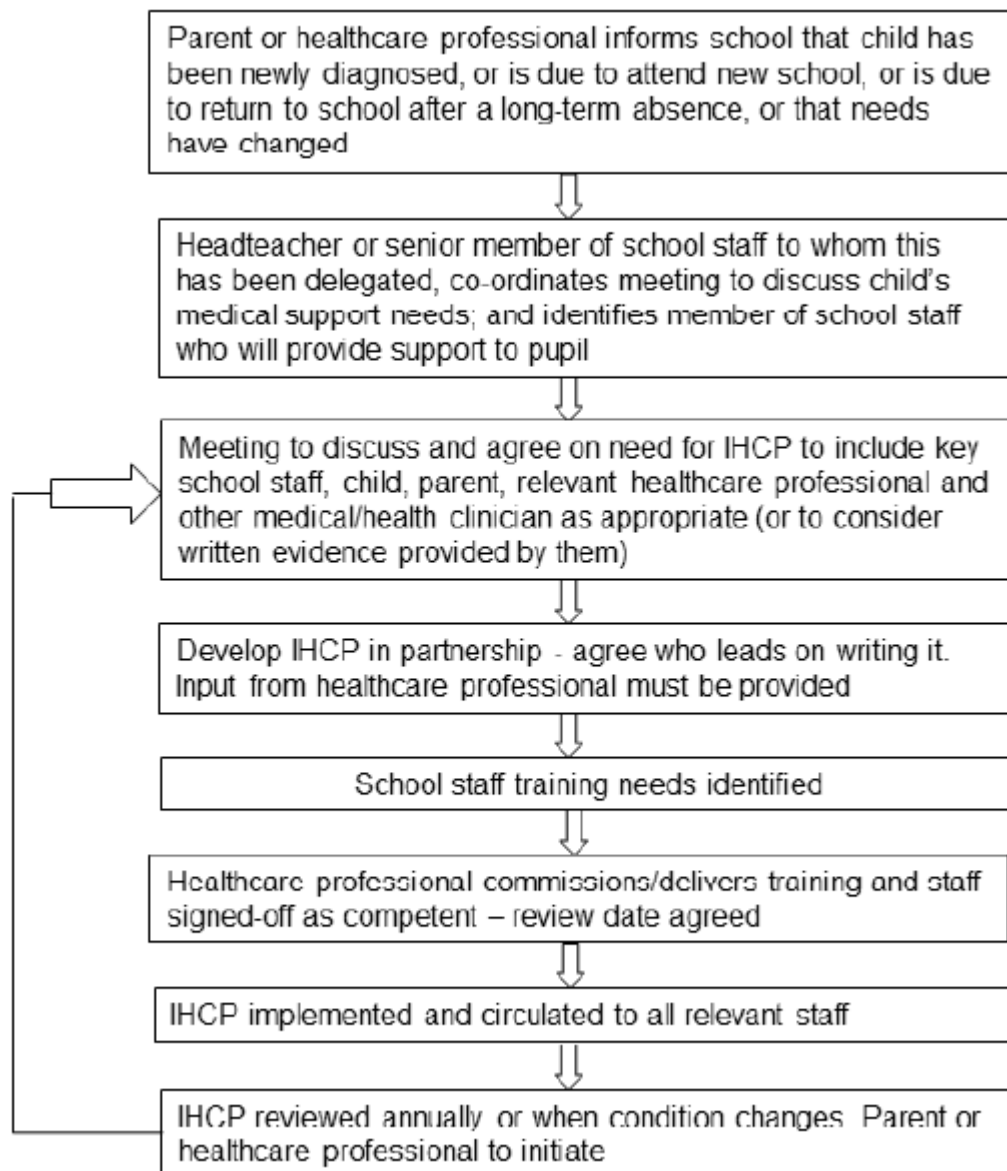 Parent or healthcare professional informs school that child has
been newly diagnosed, or is due to attend new school, or is due
to return to school after a long-term absence, or that needs
have changed
Headteacher or senior member of school staff to whom this
has been delegated, co-ordinates meeting to discuss child's
medical support needs; and identifies member of school staff
who will provide support to pupil
Meeting to discuss and agree on need for IHCP to include key
school staff, child, parent, relevant healthcare professional and
other medical/health clinician as appropriate (or to consider
written evidence provided by them)
Develop IHCP in partnership - agree who leads on writing it.
Input from healthcare professional must be provided
School staff training needs identified
Healthcare professional commissions/delivers training and staff
signed-off as competent – review date agreed
IHCP implemented and circulated to all relevant staff
IHCP reviewed annually or when condition changes. Parent or
healthcare professional to initiate